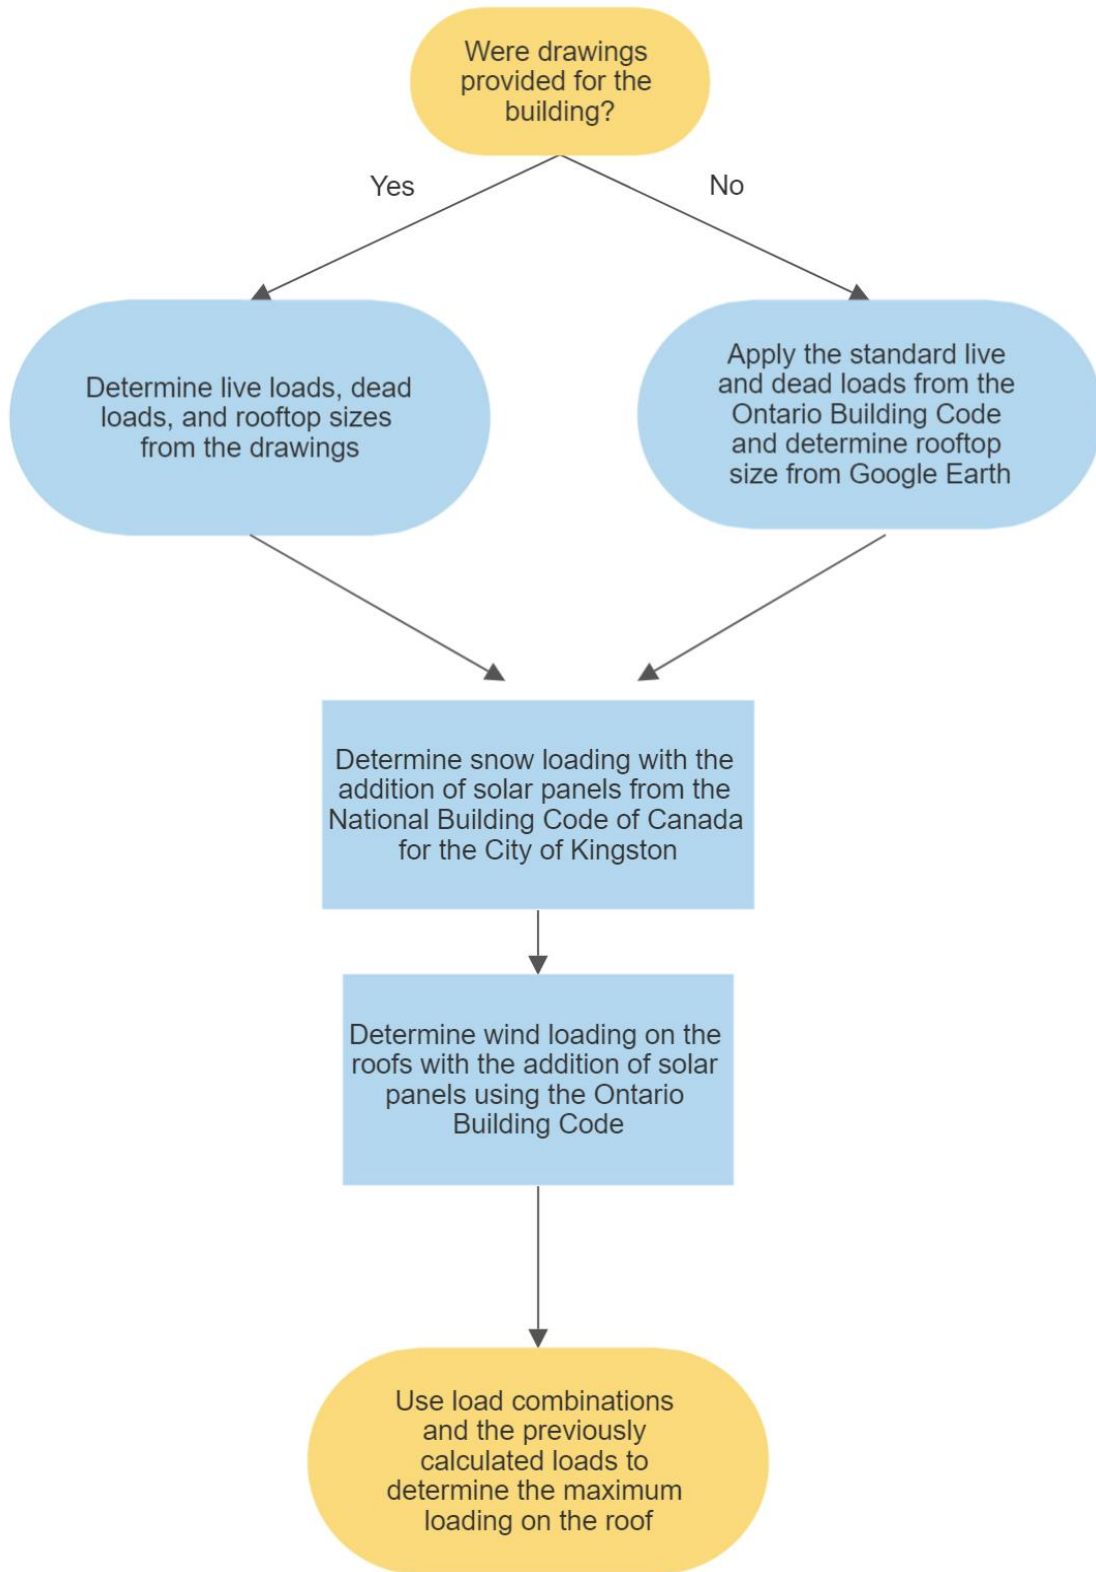 Were drawings
provided for the
building?
Yes
No
Determine live loads, dead
loads, and rooftop sizes
from the drawings
Apply the standard live
and dead loads from the
Ontario Building Code
and determine rooftop
size from Google Earth
Determine snow loading with the
addition of solar panels from the
National Building Code of Canada
for the City of Kingston
Determine wind loading on the
roofs with the addition of solar
panels using the Ontario
Building Code
Use load combinations
and the previously
calculated loads to
determine the maximum
loading on the roof